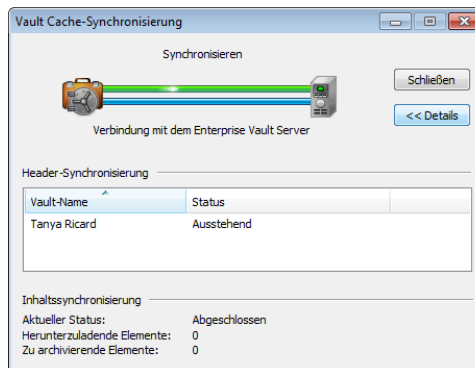 Vault Cache-Synchronisierung
Synchronisieren
Schließen
<< Details
Verbindung mit dem Enterprise Vault Server
Header-Synchronisierung
Vault-Name Status
Tanya Ricard Ausstehend
Inhaltssynchronisierung
Aktueller Status: Abgeschlossen
Herunterzuladende Elemente: 0
Zu archivierende Elemente: 0